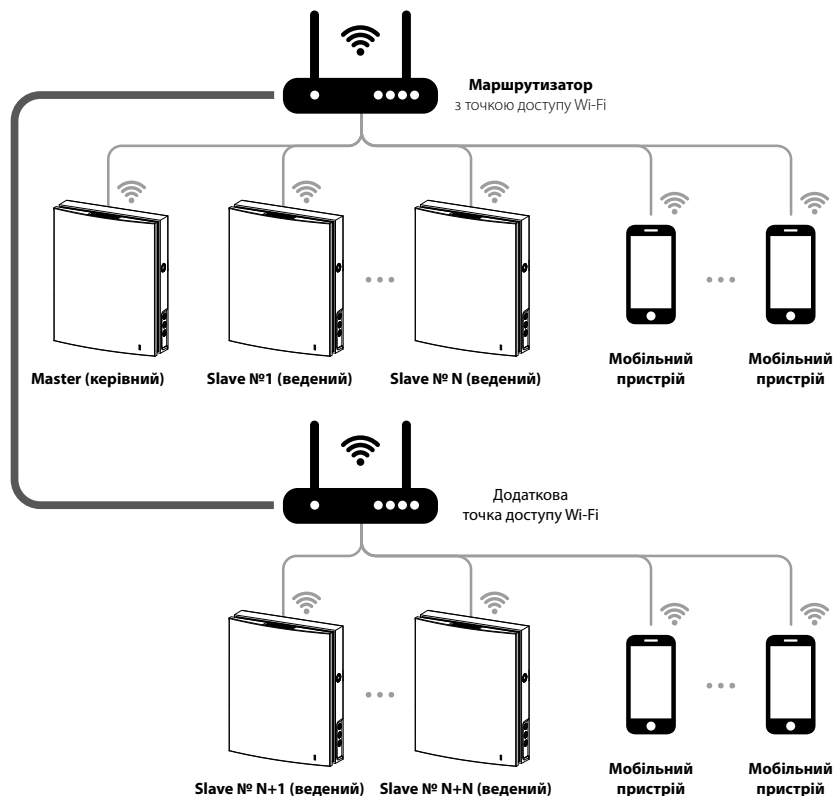 Маршрутизатор
з точкою доступу Wi-Fi
Master (керівний)
Slave №1 (ведений)
Slave № N (ведений)
Мобільний
пристрій
Мобільний
пристрій
Додаткова
точка доступу Wi-Fi
Slave № N+1 (ведений)
Slave № N+N (ведений)
Мобільний
пристрій
Мобільний
пристрій